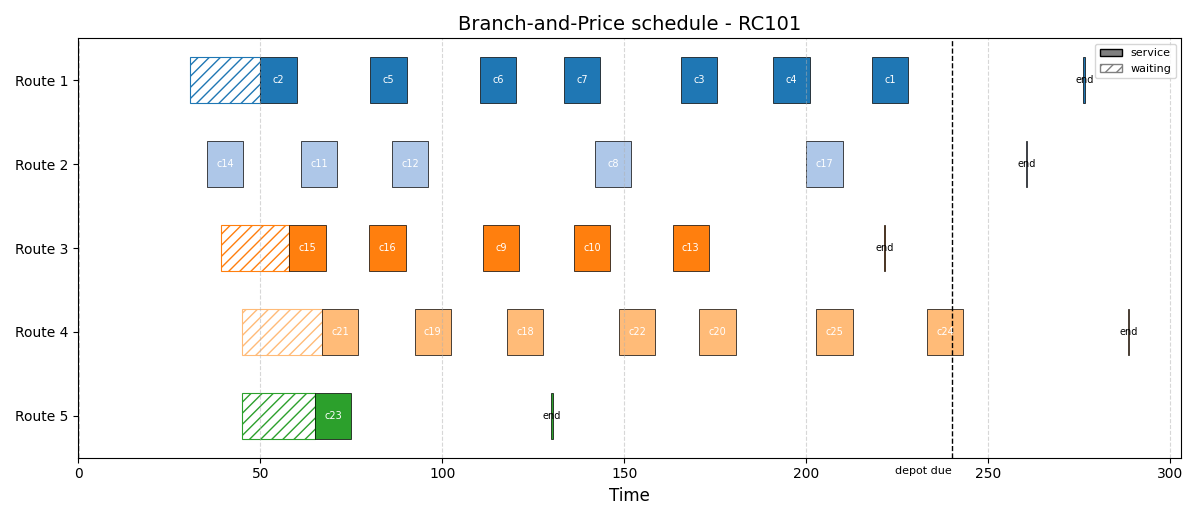 Branch-and-Price schedule - RC101
service
waiting
Route 1
c2 c5 c6 c7 c3 c4 c1 end
Route 2
c14 c11 c12 c8 c17 end
Route 3
c15 c16 c9 c10 c13 end
Route 4
c21 c19 c18 c22 c20 c25 c24 end
Route 5
c23 end
0 50 100 150 200 250 300
depot due
Time